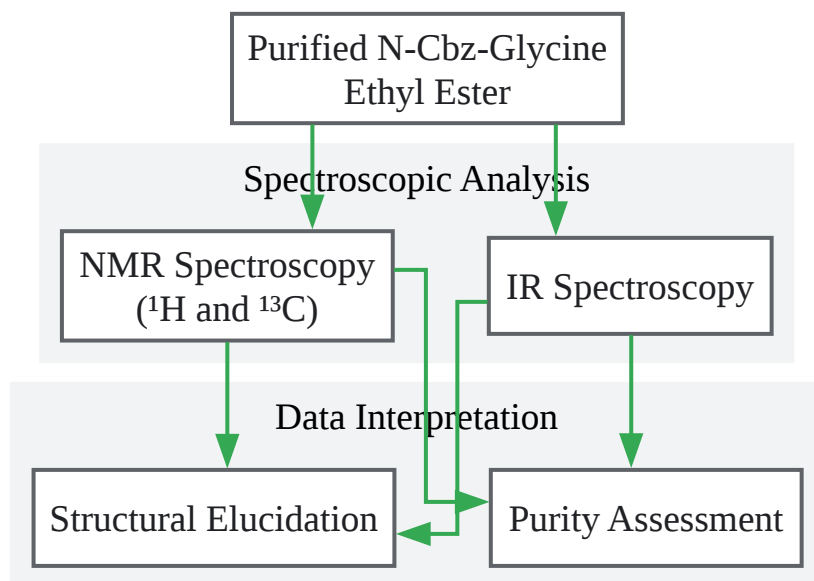 Purified N-Cbz-Glycine
Ethyl Ester
Spectroscopic Analysis
NMR Spectroscopy
(¹H and ¹³C)
IR Spectroscopy
Data Interpretation
Structural Elucidation
Purity Assessment